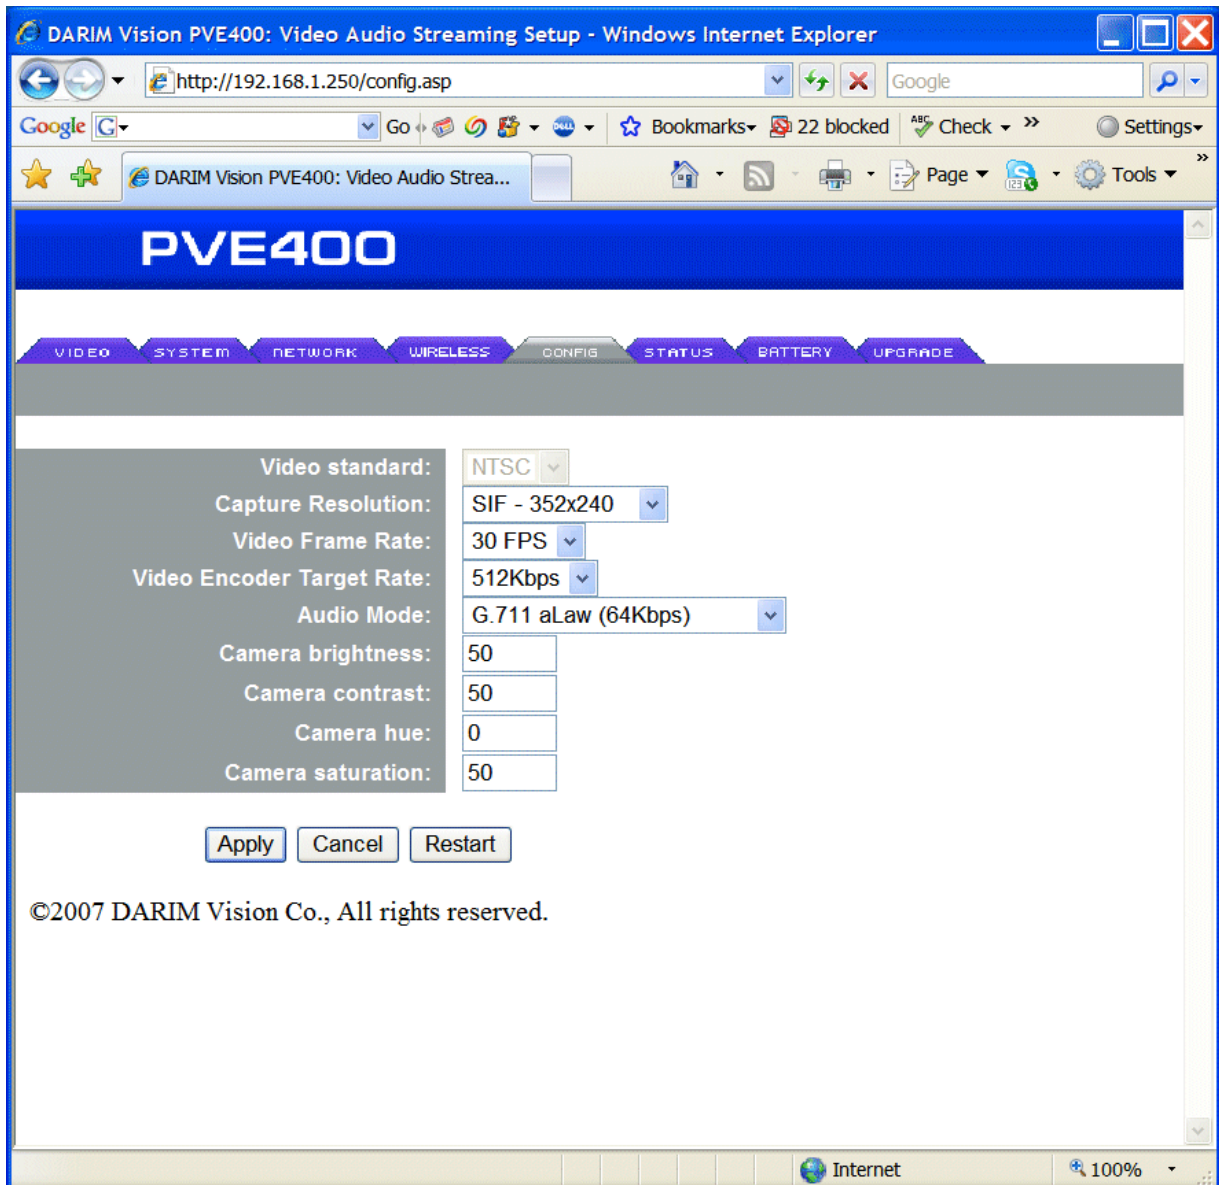 DARIM Vision PVE400: Video Audio Streaming Setup - Windows Internet Explorer
http://192.168.1.250/config.asp Google
Google G Go DELL Bookmarks 22 blocked ABC Check » Settings
DARIM Vision PVE400: Video Audio Strea... Page 123 Tools »
PVE400
VIDEO SYSTEM NETWORK WIRELESS CONFIG STATUS BATTERY UPGRADE
Video standard: NTSC
Capture Resolution: SIF - 352x240
Video Frame Rate: 30 FPS
Video Encoder Target Rate: 512Kbps
Audio Mode: G.711 aLaw (64Kbps)
Camera brightness: 50
Camera contrast: 50
Camera hue: 0
Camera saturation: 50
Apply Cancel Restart
©2007 DARIM Vision Co., All rights reserved.
Internet 100%